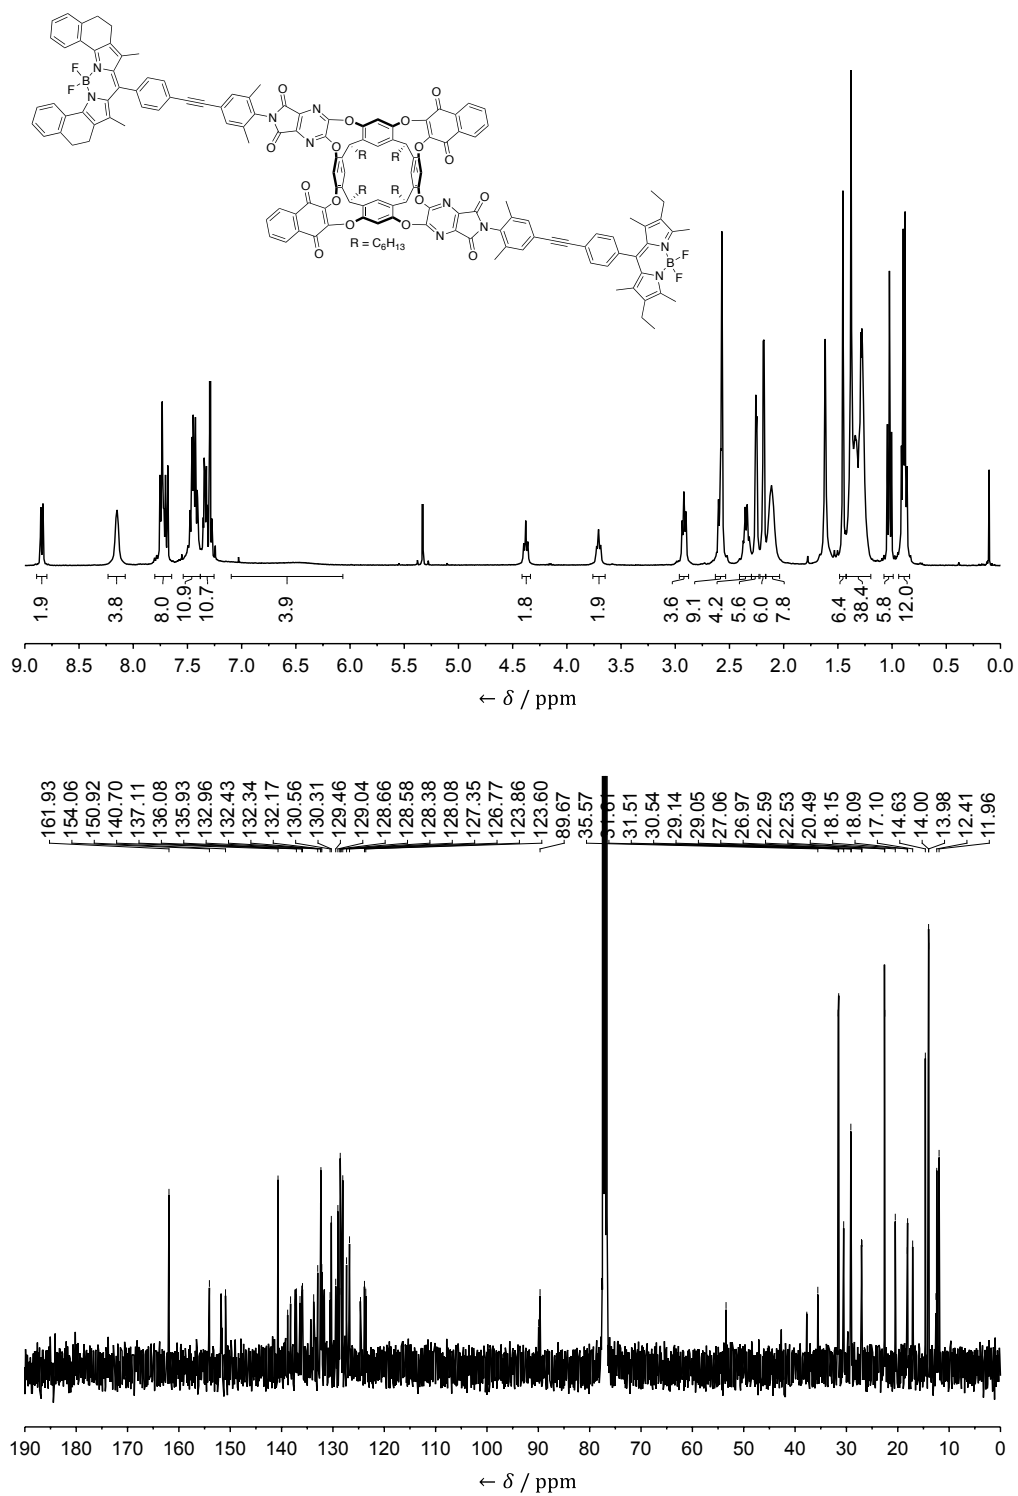 F
F
B
N
N
O
N
O
N
N
O
O
O
O
O
R
R
O
O
R
R
O
O
O
O
O
O
N
N
N
O
O
R = C6H13
N
N
B
F
F
1.9
3.8
8.0
10.9
10.7
3.9
1.8
1.9
3.6
9.1
4.2
5.6
6.0
7.8
6.4
38.4
5.8
12.0
9.0 8.5 8.0 7.5 7.0 6.5 6.0 5.5 5.0 4.5 4.0 3.5 3.0 2.5 2.0 1.5 1.0 0.5 0.0
← δ / ppm
161.93
154.06
150.92
140.70
137.11
136.08
135.93
132.96
132.43
132.34
132.17
130.56
130.31
129.46
129.04
128.66
128.58
128.38
128.08
127.35
126.77
123.86
123.60
89.67
35.57
31.61
31.51
30.54
29.14
29.05
27.06
26.97
22.59
22.53
20.49
18.15
18.09
17.10
14.63
14.00
13.98
12.41
11.96
190 180 170 160 150 140 130 120 110 100 90 80 70 60 50 40 30 20 10 0
← δ / ppm